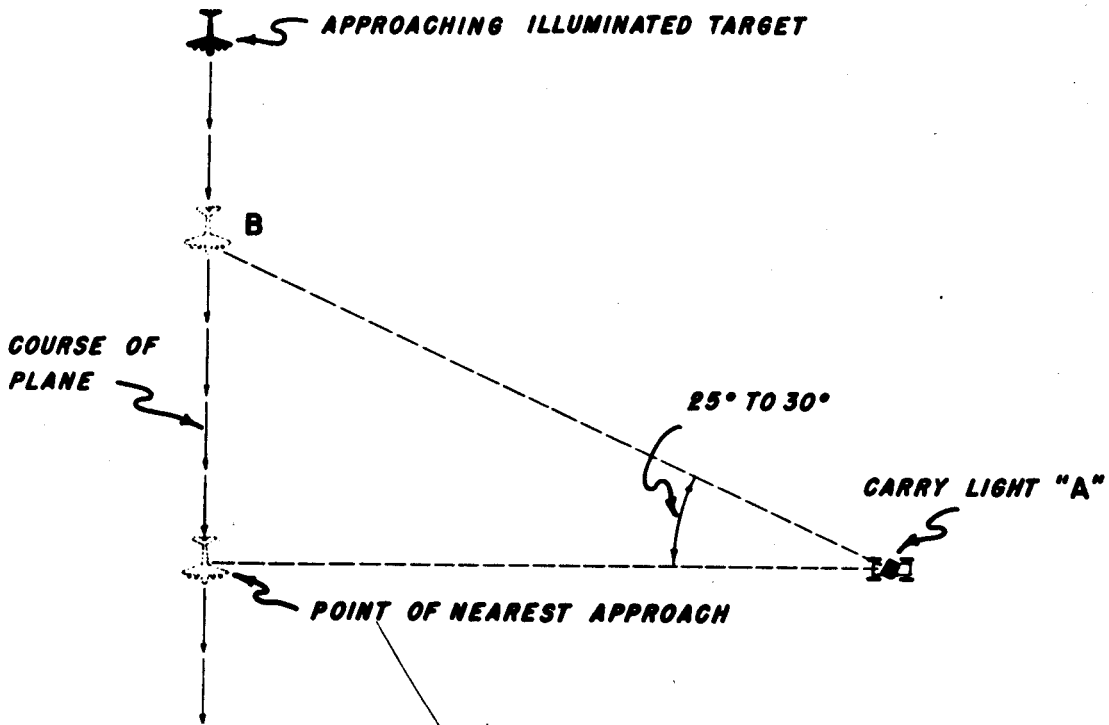 APPROACHING ILLUMINATED TARGET
B
COURSE OF
PLANE
25° TO 30°
CARRY LIGHT "A"
POINT OF NEAREST APPROACH